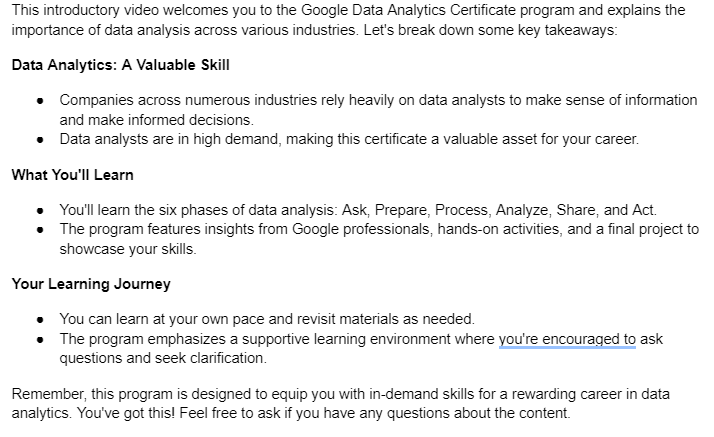 This introductory video welcomes you to the Google Data Analytics Certificate program and explains the
importance of data analysis across various industries. Let's break down some key takeaways:
Data Analytics: A Valuable Skill
● Companies across numerous industries rely heavily on data analysts to make sense of information
and make informed decisions.
● Data analysts are in high demand, making this certificate a valuable asset for your career.
What You'll Learn
● You'll learn the six phases of data analysis: Ask, Prepare, Process, Analyze, Share, and Act.
● The program features insights from Google professionals, hands-on activities, and a final project to
showcase your skills.
Your Learning Journey
● You can learn at your own pace and revisit materials as needed.
● The program emphasizes a supportive learning environment where you're encouraged to ask
questions and seek clarification.
Remember, this program is designed to equip you with in-demand skills for a rewarding career in data
analytics. You've got this! Feel free to ask if you have any questions about the content.